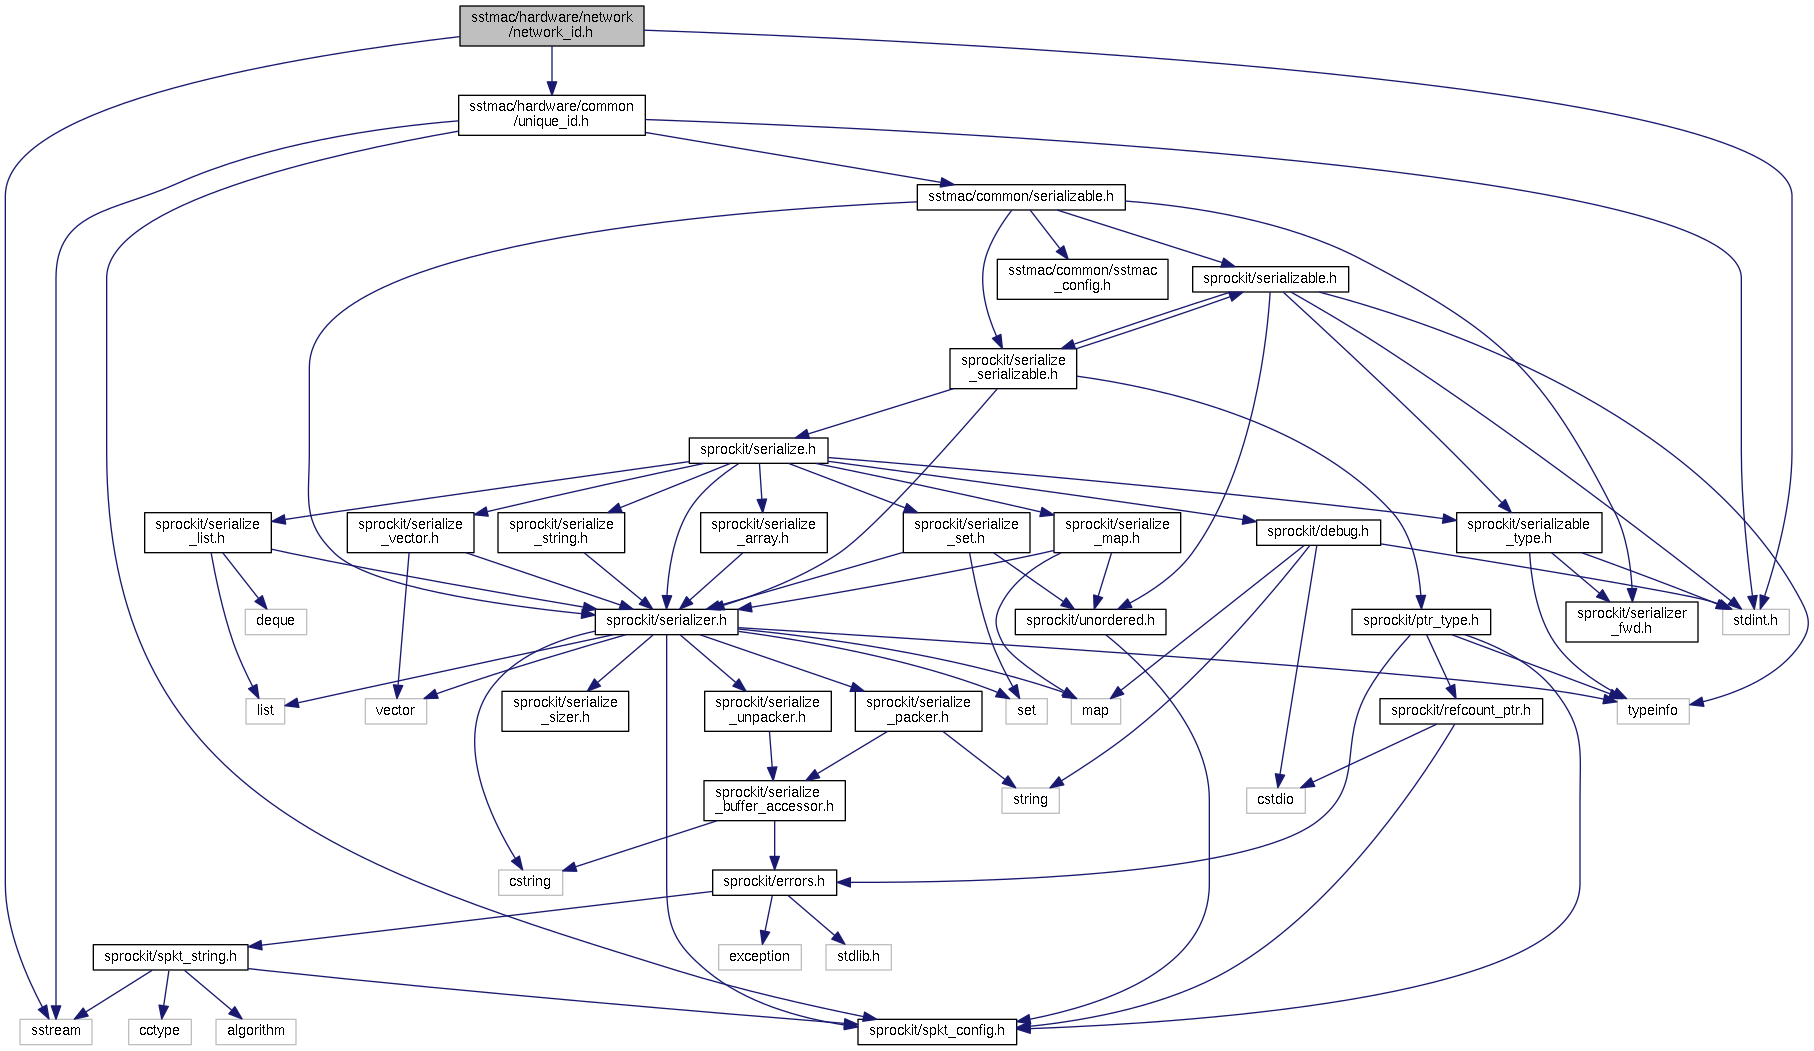 sstmac/hardware/network
/network_id.h
sstmac/hardware/common
/unique_id.h
sstmac/common/serializable.h
sstmac/common/sstmac
_config.h
sprockit/serializable.h
sprockit/serialize
_serializable.h
sprockit/serialize.h
sprockit/serialize
_list.h
sprockit/serialize
_vector.h
sprockit/serialize
_string.h
sprockit/serialize
_array.h
sprockit/serialize
_set.h
sprockit/serialize
_map.h
sprockit/debug.h
sprockit/serializable
_type.h
deque
sprockit/serializer.h
sprockit/unordered.h
sprockit/ptr_type.h
sprockit/serializer
_fwd.h
stdint.h
list
vector
sprockit/serialize
_sizer.h
sprockit/serialize
_unpacker.h
sprockit/serialize
_packer.h
set
map
sprockit/refcount_ptr.h
typeinfo
sprockit/serialize
_buffer_accessor.h
string
cstdio
cstring
sprockit/errors.h
sprockit/spkt_string.h
exception
stdlib.h
sstream
cctype
algorithm
sprockit/spkt_config.h